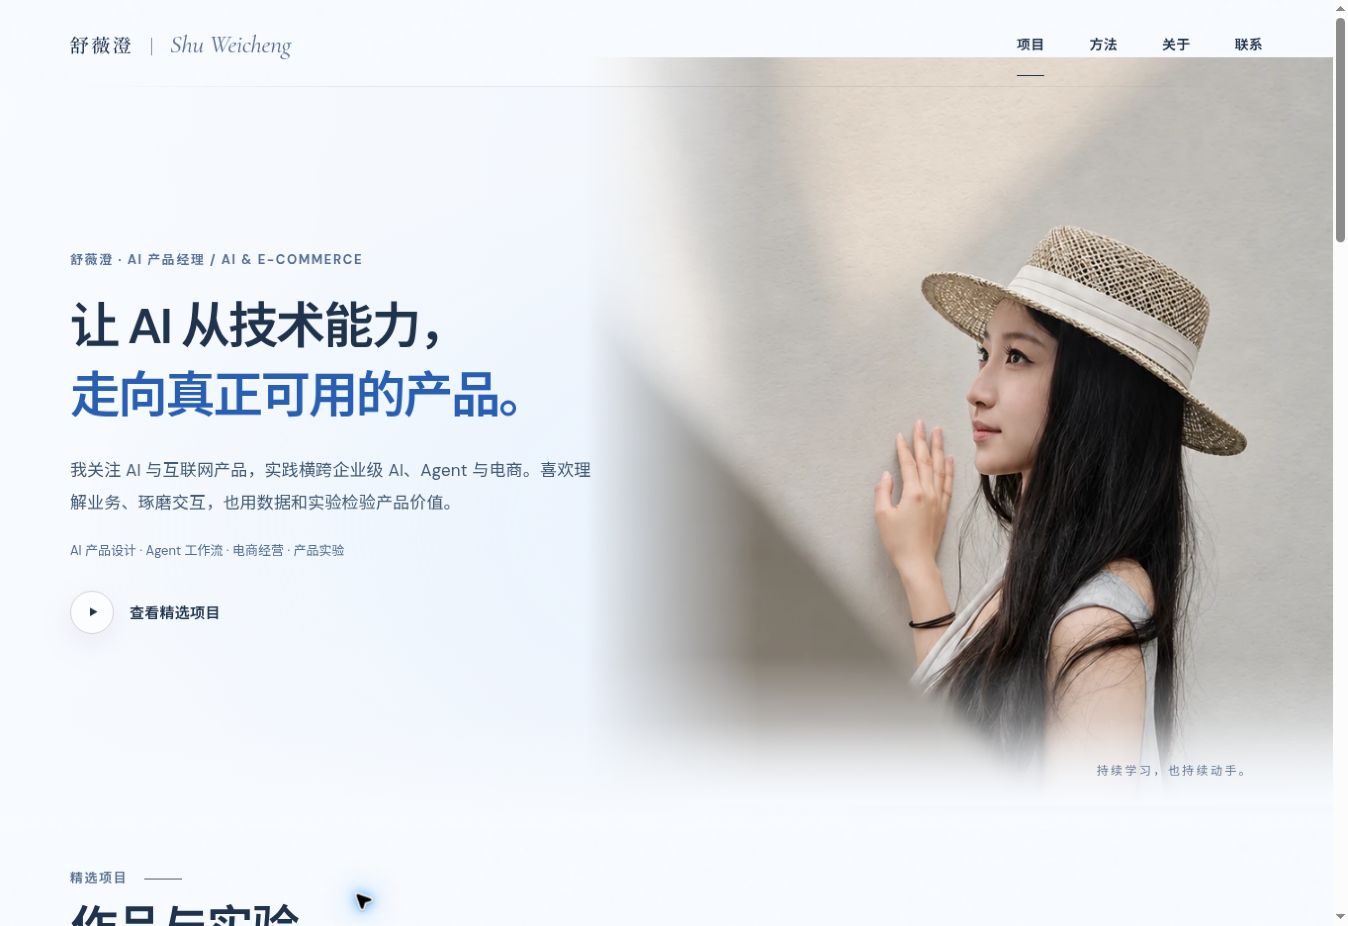 舒薇澄 | Shu Weicheng
项目 方法 关于 联系
舒薇澄 · AI 产品经理 / AI & E-COMMERCE
让 AI 从技术能力，
走向真正可用的产品。
我关注 AI 与互联网产品，实践横跨企业级 AI、Agent 与电商。喜欢理
解业务、琢磨交互，也用数据和实验检验产品价值。
AI 产品设计 · Agent 工作流 · 电商经营 · 产品实验
查看精选项目
持续学习，也持续动手。
精选项目
作品与实验